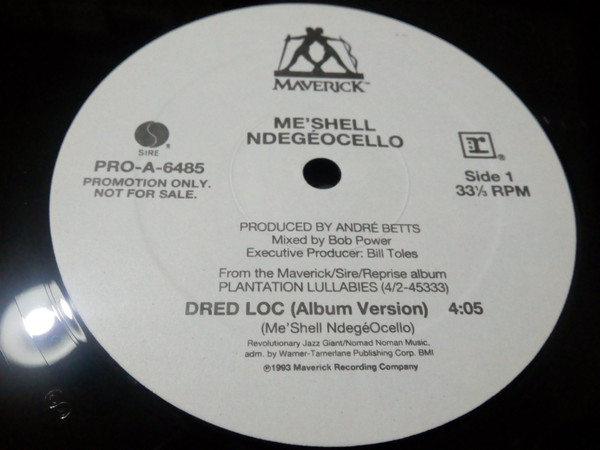 MAVERICK™
ME'SHELL
NDEGÉOCELLO
SIRE ®
PRO-A-6485
PROMOTION ONLY.
NOT FOR SALE.
r ®
Side 1
33⅓ RPM
PRODUCED BY ANDRÉ BETTS
Mixed by Bob Power
Executive Producer: Bill Toles
From the Maverick/Sire/Reprise album
PLANTATION LULLABIES (4/2-45333)
DRED LOC (Album Version) 4:05
(Me'Shell NdegéOcello)
Revolutionary Jazz Giant/Nomad Noman Music,
adm. by Warner-Tamerlane Publishing Corp. BMI
℗1993 Maverick Recording Company